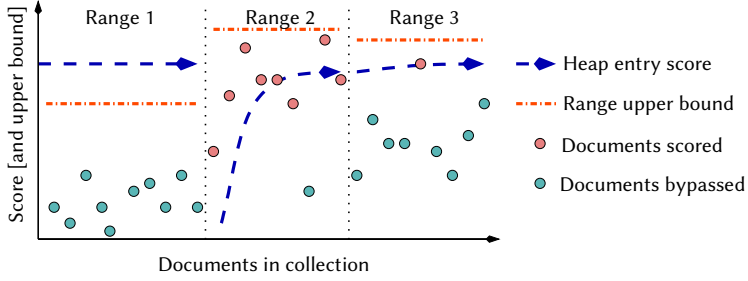 Range 1
Range 2
Range 3
Score [and upper bound]
Heap entry score
Range upper bound
Documents scored
Documents bypassed
Documents in collection